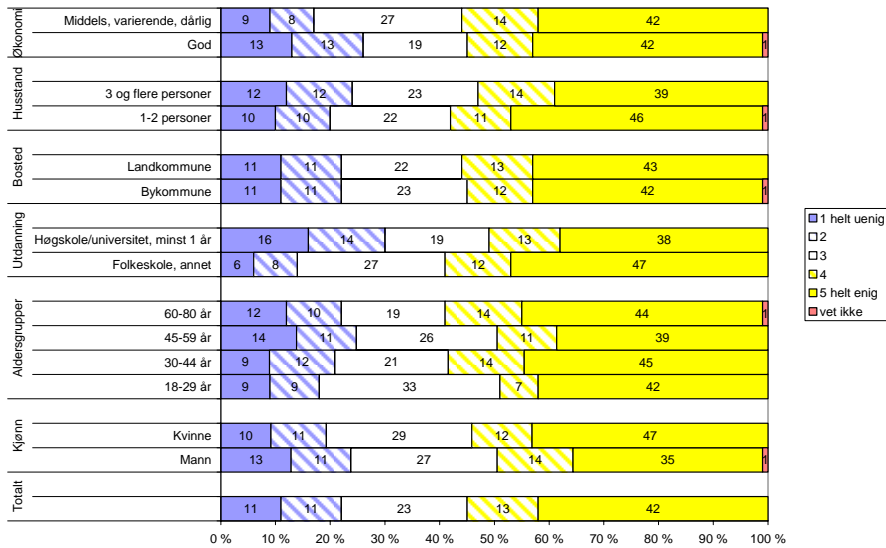 Økonomi
Middels, varierende, dårlig 9 8 27 14 42
God 13 13 19 12 42 1
Husstand
3 og flere personer 12 12 23 14 39
1-2 personer 10 10 22 11 46 1
Bosted
Landkommune 11 11 22 13 43
Bykommune 11 11 23 12 42 1
Utdanning
Høgskole/universitet, minst 1 år 16 14 19 13 38
Folkeskole, annet 6 8 27 12 47
Aldersgrupper
60-80 år 12 10 19 14 44 1
45-59 år 14 11 26 11 39
30-44 år 9 12 21 14 45
18-29 år 9 9 33 7 42
Kjønn
Kvinne 10 11 29 12 47
Mann 13 11 27 14 35 1
Totalt
11 11 23 13 42
0 % 10 % 20 % 30 % 40 % 50 % 60 % 70 % 80 % 90 % 100 %
1 helt uenig
2
3
4
5 helt enig
vet ikke